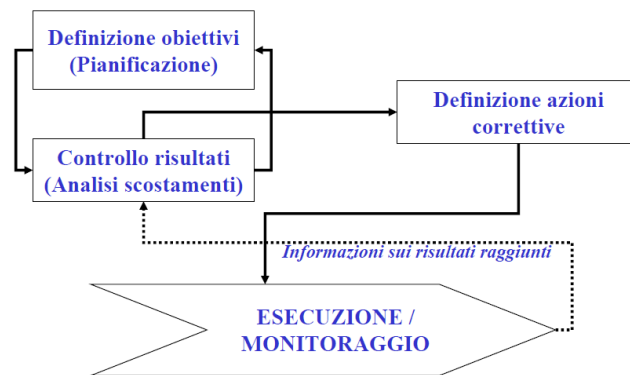 Definizione obiettivi
(Pianificazione)
Definizione azioni
correttive
Controllo risultati
(Analisi scostamenti)
Informazioni sui risultati raggiunti
ESECUZIONE /
MONITORAGGIO